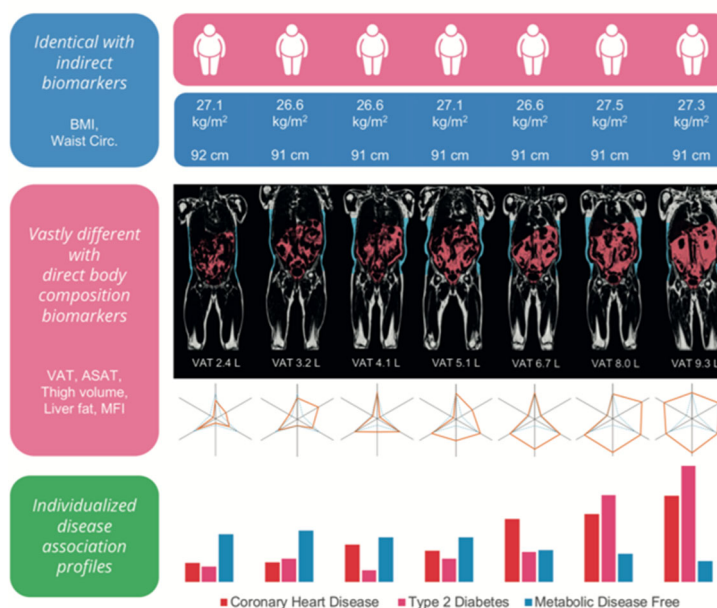 Identical with
indirect
biomarkers
BMI,
Waist Circ.
27.1
kg/m²
92 cm
26.6
kg/m²
91 cm
26.6
kg/m²
91 cm
27.1
kg/m²
91 cm
26.6
kg/m²
91 cm
27.5
kg/m²
91 cm
27.3
kg/m²
91 cm
Vastly different
with
direct body
composition
biomarkers
VAT, ASAT,
Thigh volume,
Liver fat, MFI
VAT 2.4 L
VAT 3.2 L
VAT 4.1 L
VAT 5.1 L
VAT 6.7 L
VAT 8.0 L
VAT 9.3 L
Individualized
disease
association
profiles
Coronary Heart Disease
Type 2 Diabetes
Metabolic Disease Free